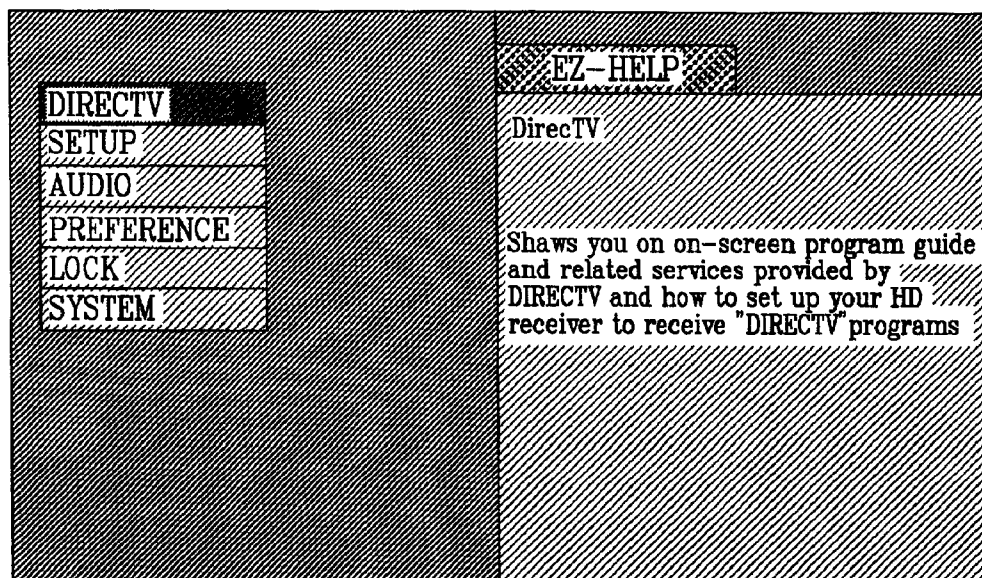 DIRECTV
SETUP
AUDIO
PREFERENCE
LOCK
SYSTEM
EZ-HELP
DirecTV
Shaws you on on-screen program guide
and related services provided by
DIRECTV and how to set up your HD
receiver to receive "DIRECTV"programs